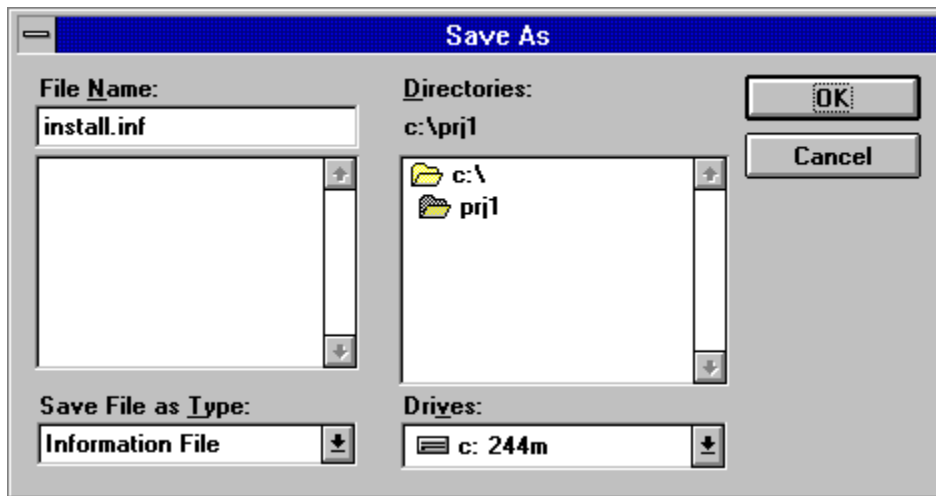 Save As
File Name:
install.inf
Directories:
c:\prj1
c:\
prj1
OK
Cancel
Save File as Type:
Information File
Drives:
c: 244m